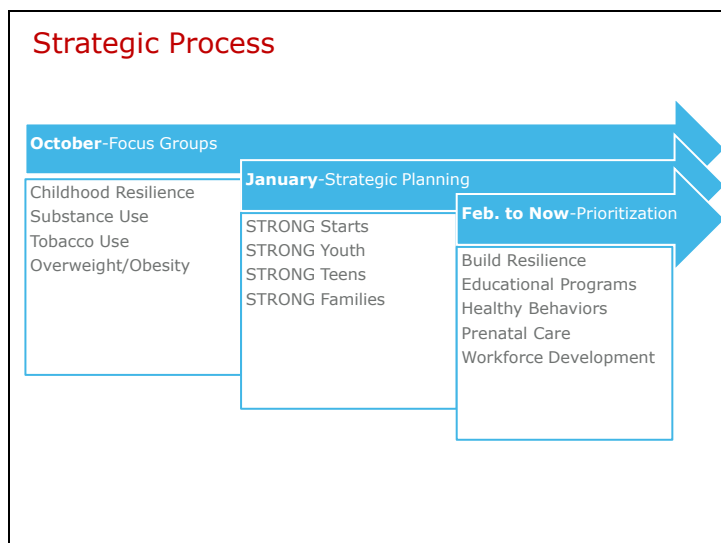 Strategic Process
October-Focus Groups
Childhood Resilience
Substance Use
Tobacco Use
Overweight/Obesity
January-Strategic Planning
STRONG Starts
STRONG Youth
STRONG Teens
STRONG Families
Feb. to Now-Prioritization
Build Resilience
Educational Programs
Healthy Behaviors
Prenatal Care
Workforce Development